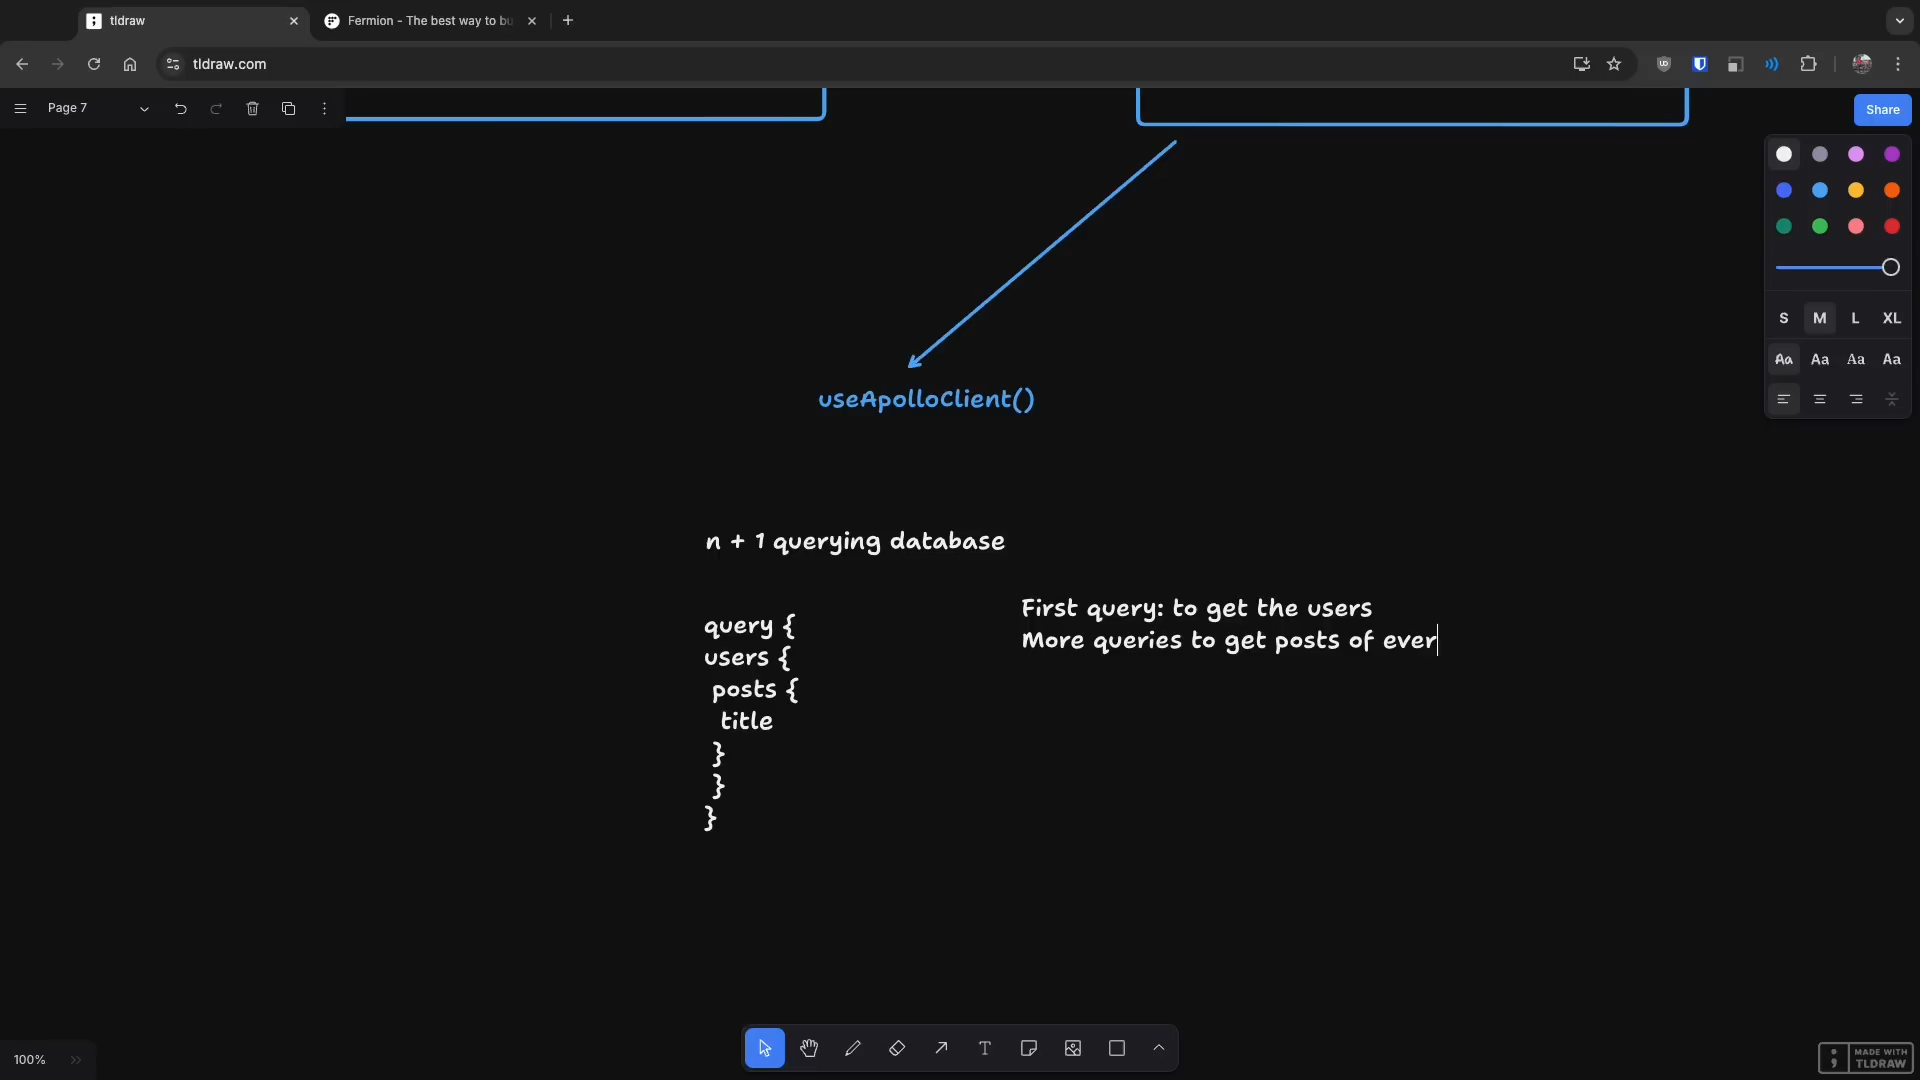 tldraw
Fermion - The best way to bu
tldraw.com
Page 7
Share
S M L XL
Aa Aa Aa Aa
useApolloClient()
n + 1 querying database
First query: to get the users
More queries to get posts of ever
query {
users {
posts {
title
}
}
}
100%
MADE WITH
TLDRAW